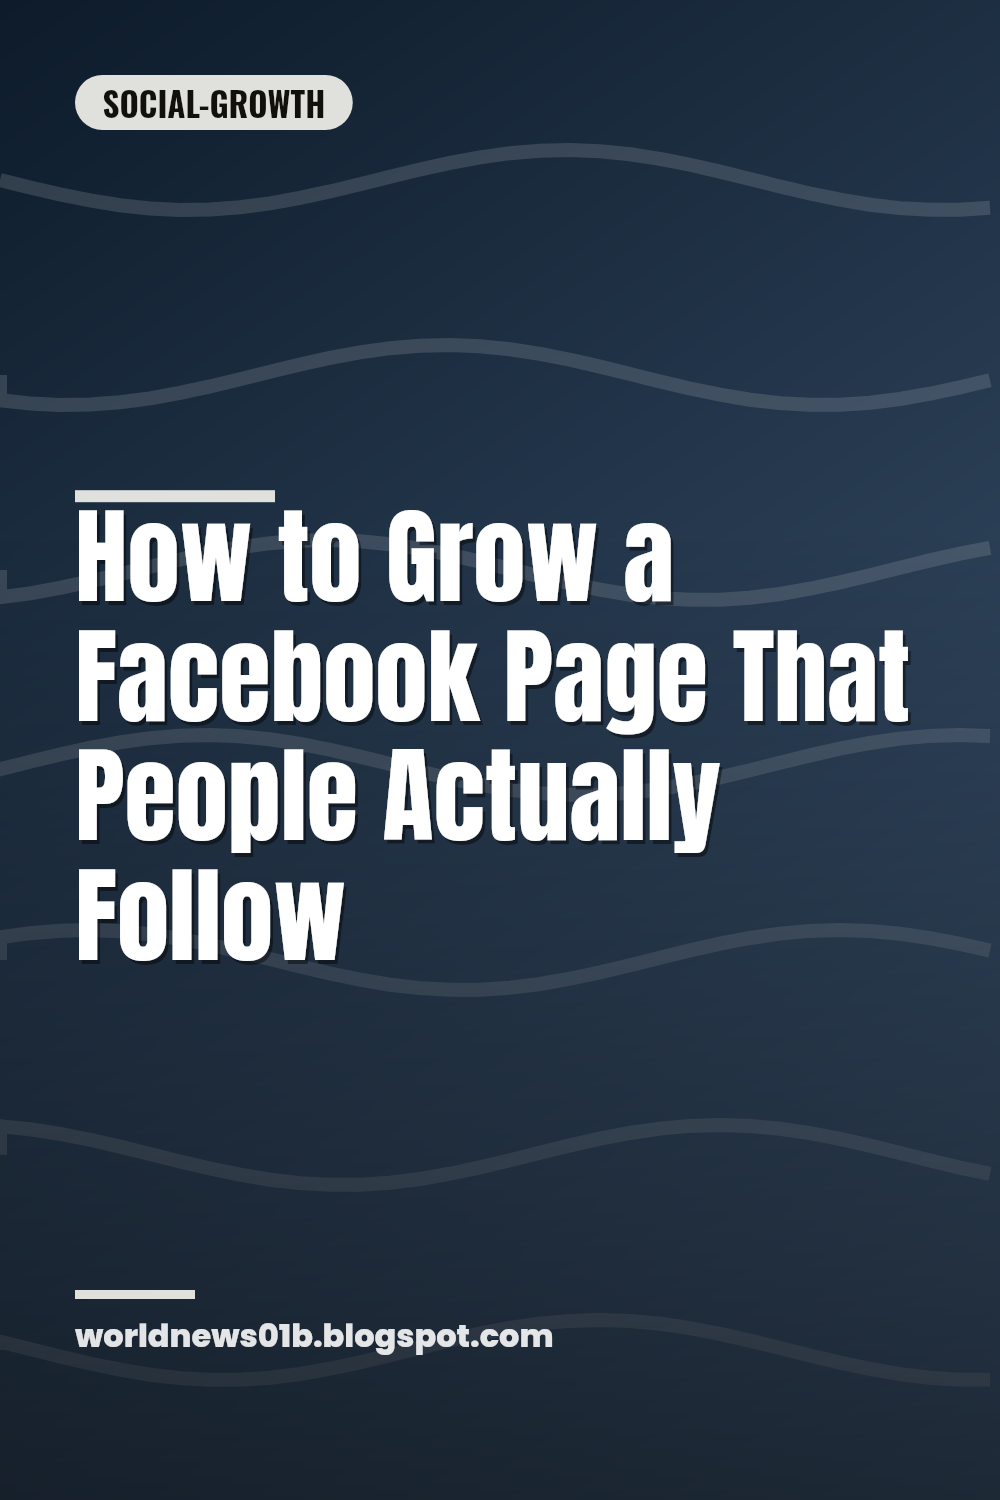 SOCIAL-GROWTH
How to Grow a
Facebook Page That
People Actually
Follow
worldnews01b.blogspot.com